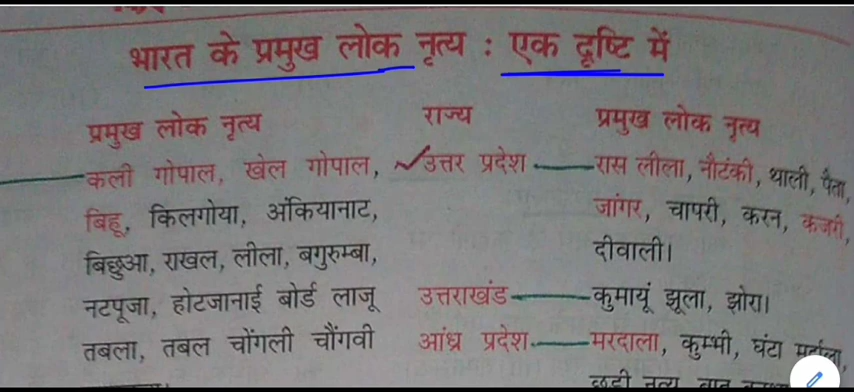 भारत के प्रमुख लोक नृत्य : एक दृष्टि में
प्रमुख लोक नृत्य राज्य प्रमुख लोक नृत्य
कली गोपाल, खेल गोपाल, उत्तर प्रदेश रास लीला, नौटंकी, थाली, पैता,
बिहू, किलगोया, अंकियानाट, जांगर, चापरी, करन, कजरी,
बिछुआ, राखल, लीला, बगुरुम्बा, दीवाली।
नटपूजा, होटजानाई बोर्ड लाजू उत्तराखंड कुमायूं झूला, झोरा।
तबला, तबल चोंगली चौंगवी आंध्र प्रदेश मरदाला, कुम्भी, घंटा
छड़ी नृत्य